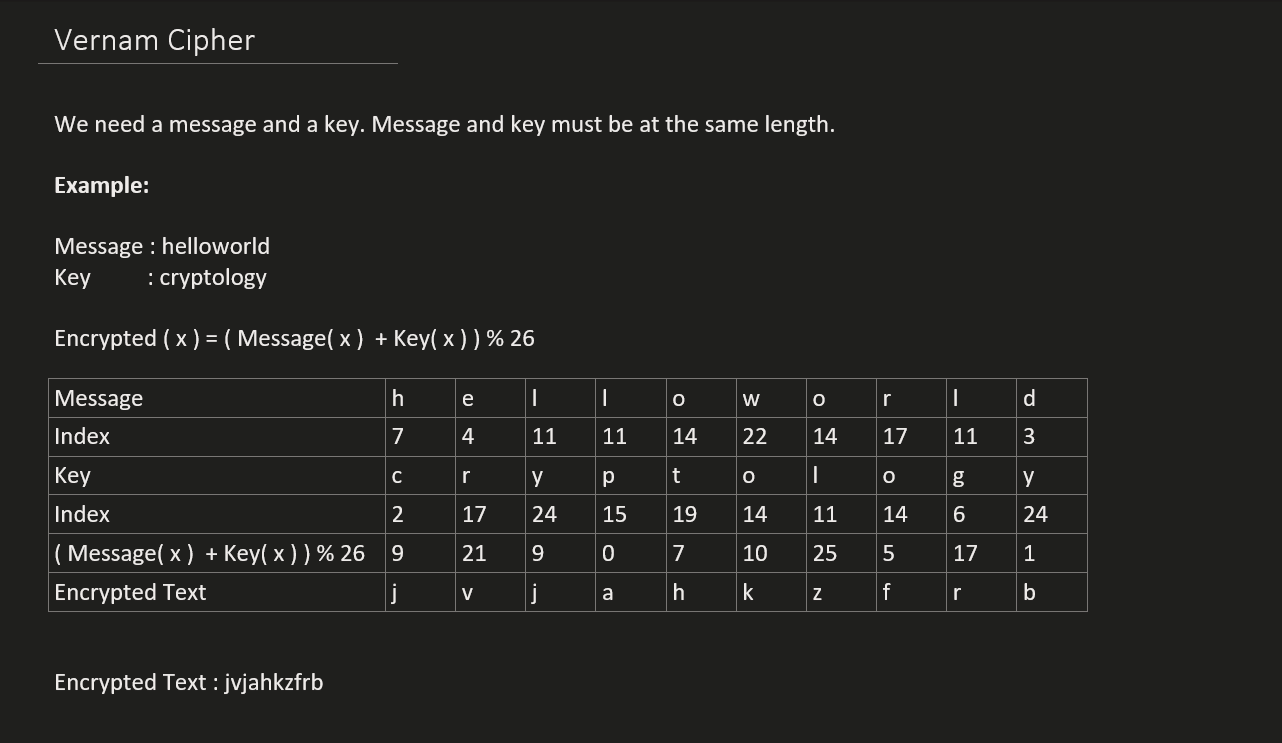 Vernam Cipher
We need a message and a key. Message and key must be at the same length.
Example:
Message : helloworld
Key : cryptology
Encrypted ( x ) = ( Message( x ) + Key( x ) ) % 26
Message h e l l o w o r l d
Index 7 4 11 11 14 22 14 17 11 3
Key c r y p t o l o g y
Index 2 17 24 15 19 14 11 14 6 24
( Message( x ) + Key( x ) ) % 26 9 21 9 0 7 10 25 5 17 1
Encrypted Text j v j a h k z f r b
Encrypted Text : jvjahkzfrb